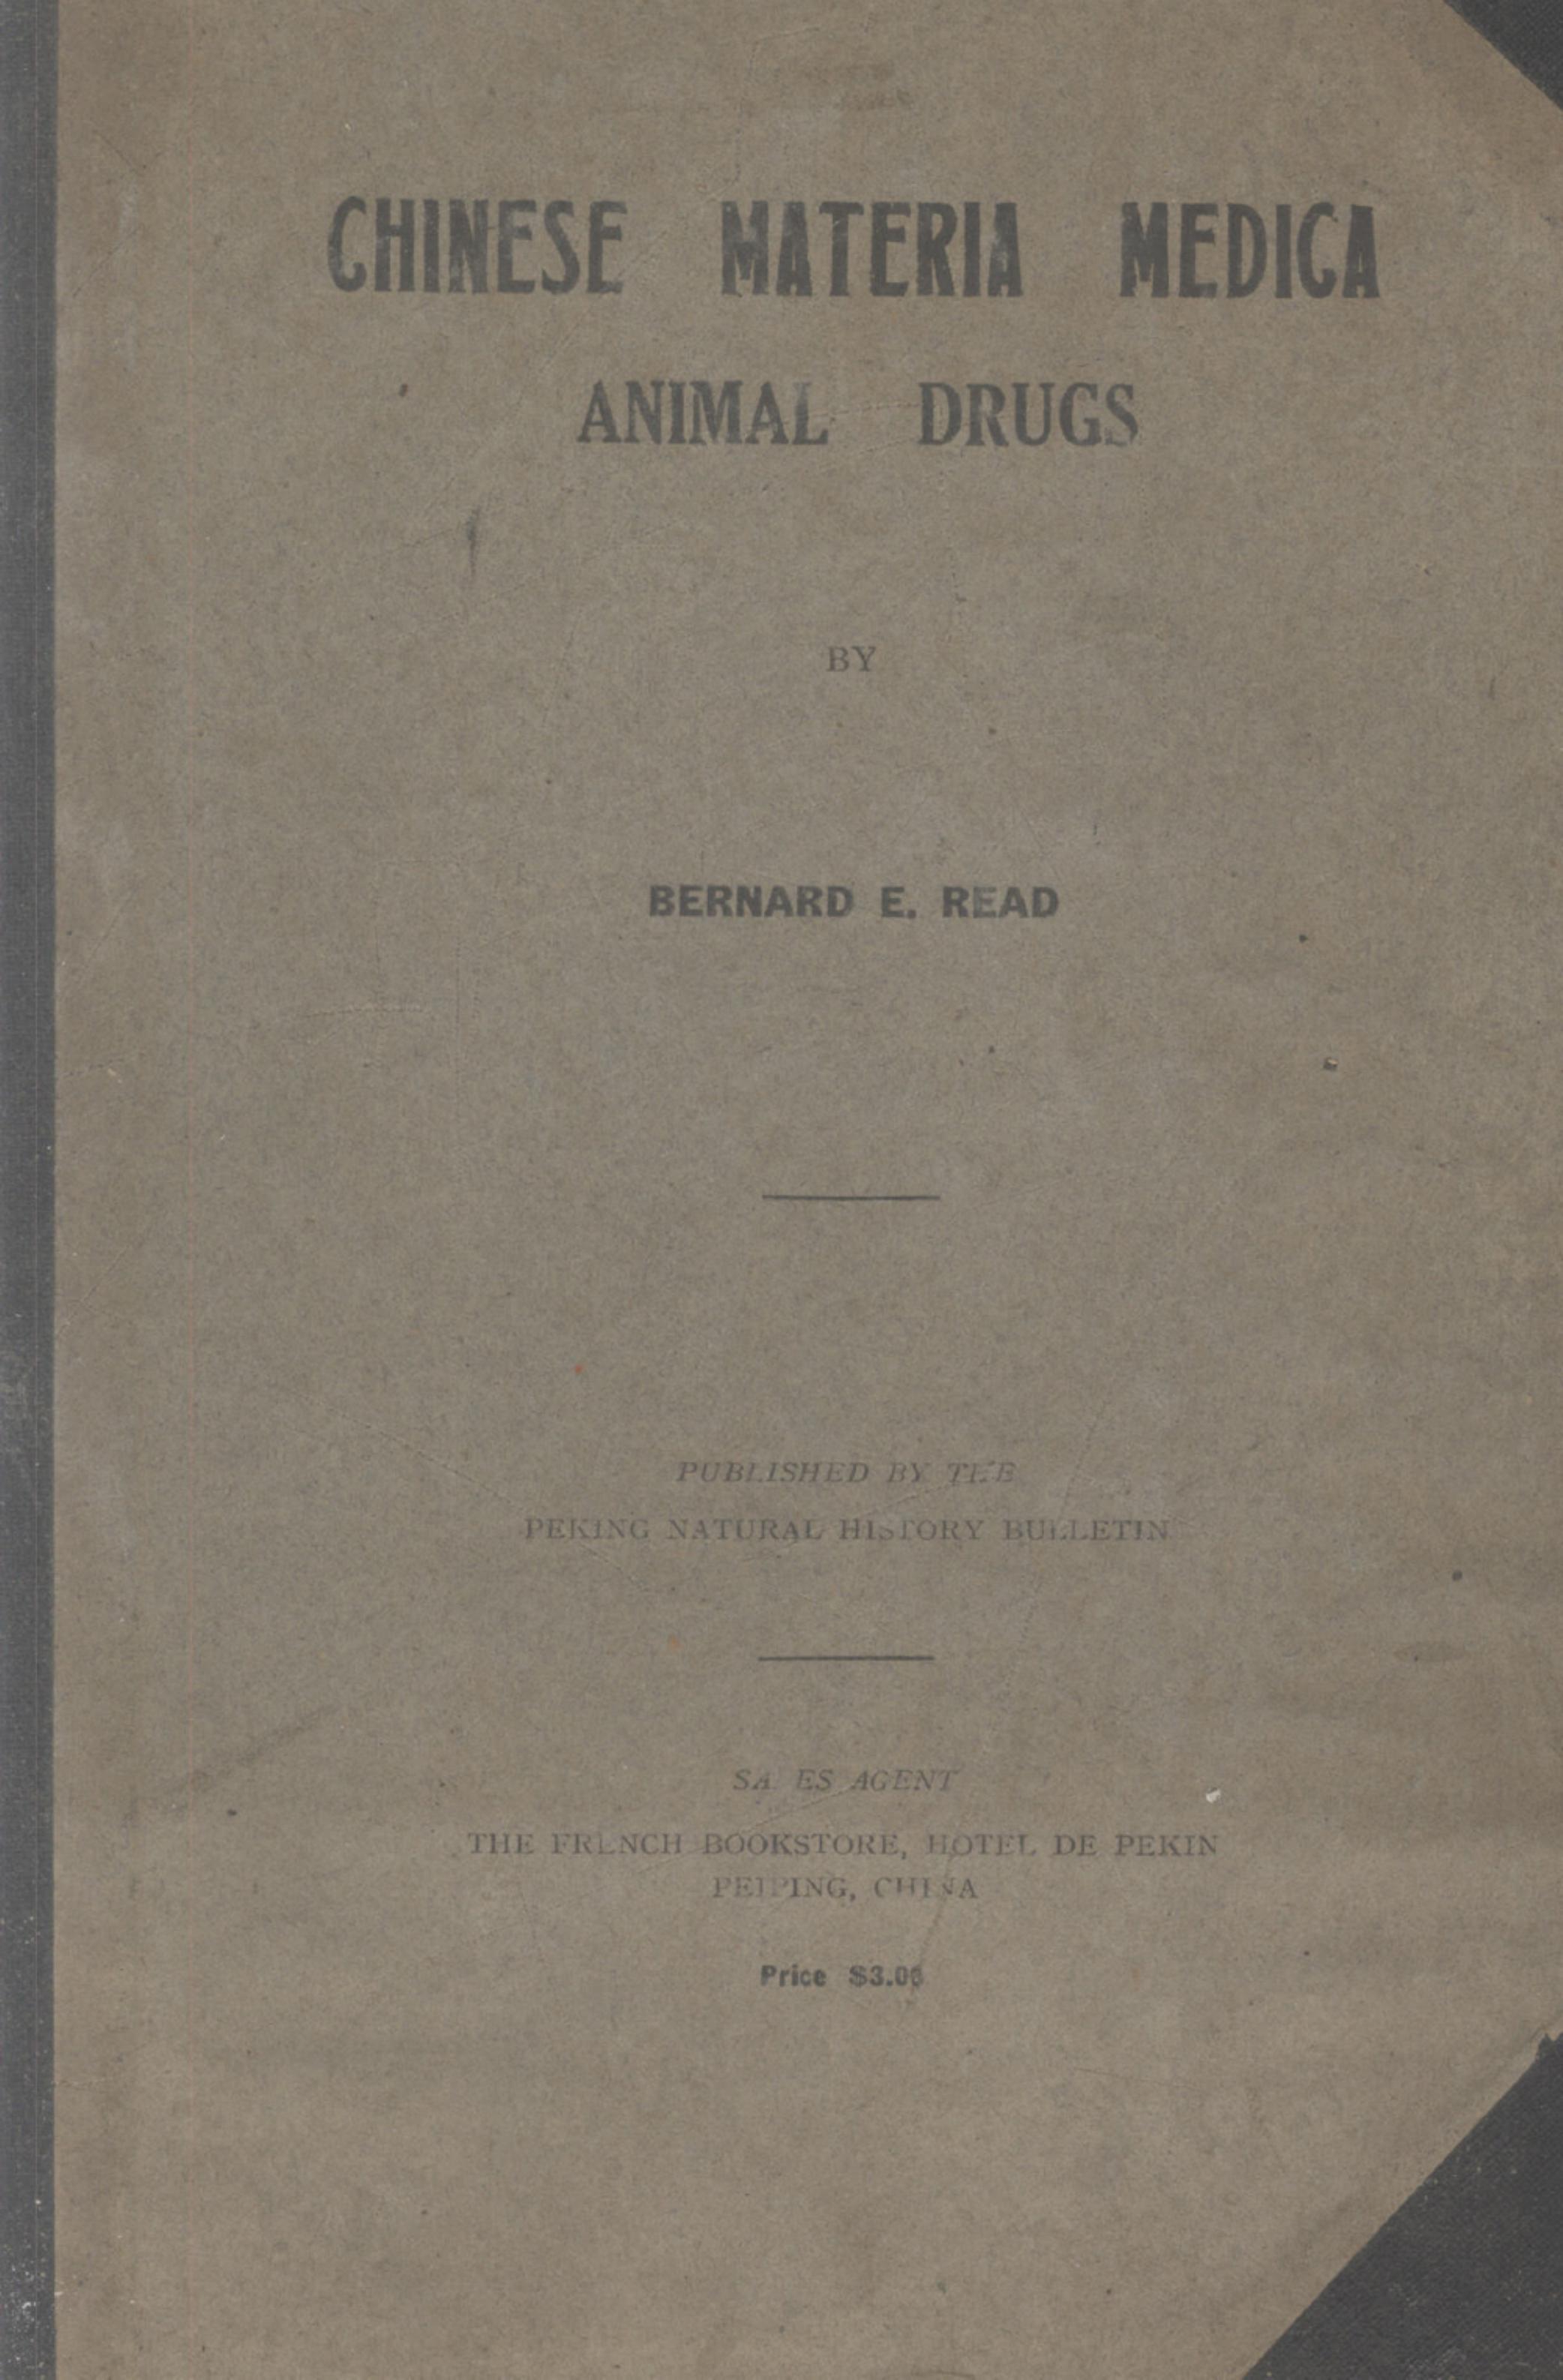 CHINESE MATERIA MEDICA
ANIMAL DRUGS
BY
BERNARD E. READ
PUBLISHED BY THE
PEKING NATURAL HISTORY BULLETIN
SALES AGENT
THE FRENCH BOOKSTORE, HOTEL DE PEKIN
PEIPING, CHINA
Price $3.00